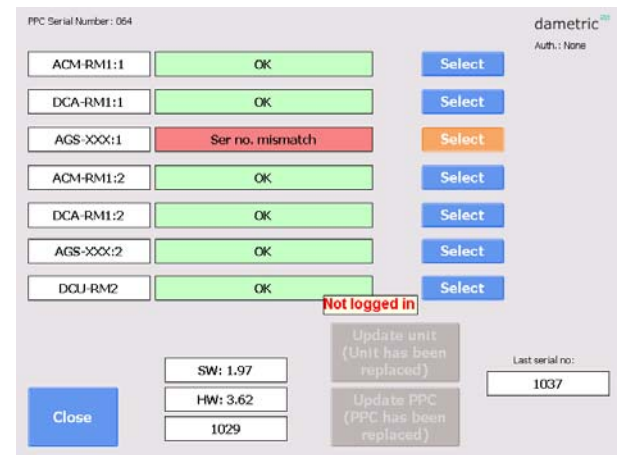 PPC Serial Number: 064
dametric
Auth.: None
ACM-RM1:1 OK Select
DCA-RM1:1 OK Select
AGS-XXX:1 Ser no. mismatch Select
ACM-RM1:2 OK Select
DCA-RM1:2 OK Select
AGS-XXX:2 OK Select
DCU-RM2 OK Select
Not logged in
Update unit
(Unit has been
replaced)
Last serial no:
1037
SW: 1.97
HW: 3.62
1029
Update PPC
(PPC has been
replaced)
Close